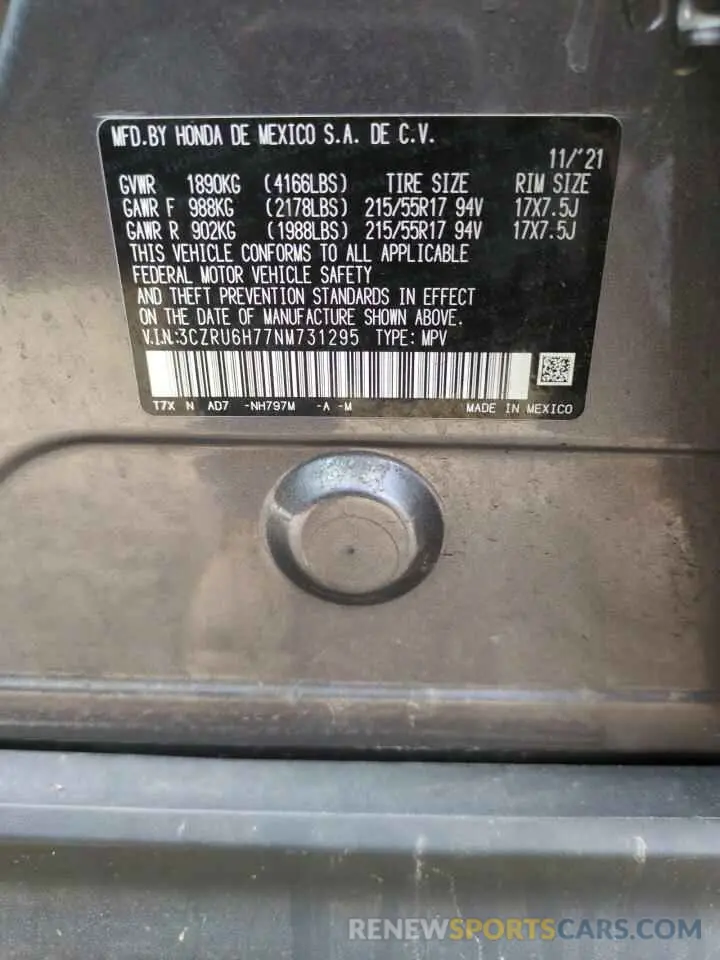 MFD.BY HONDA DE MEXICO S.A. DE C.V.
11/'21
GVWR 1890KG (4166LBS) TIRE SIZE RIM SIZE
GAWR F 988KG (2178LBS) 215/55R17 94V 17X7.5J
GAWR R 902KG (1988LBS) 215/55R17 94V 17X7.5J
THIS VEHICLE CONFORMS TO ALL APPLICABLE
FEDERAL MOTOR VEHICLE SAFETY
AND THEFT PREVENTION STANDARDS IN EFFECT
ON THE DATE OF MANUFACTURE SHOWN ABOVE.
V.I.N.:3CZRU6H77NM731295 TYPE: MPV
T7X N AD7 -NH797M -A -M MADE IN MEXICO
RENEWSPORTSCARS.COM